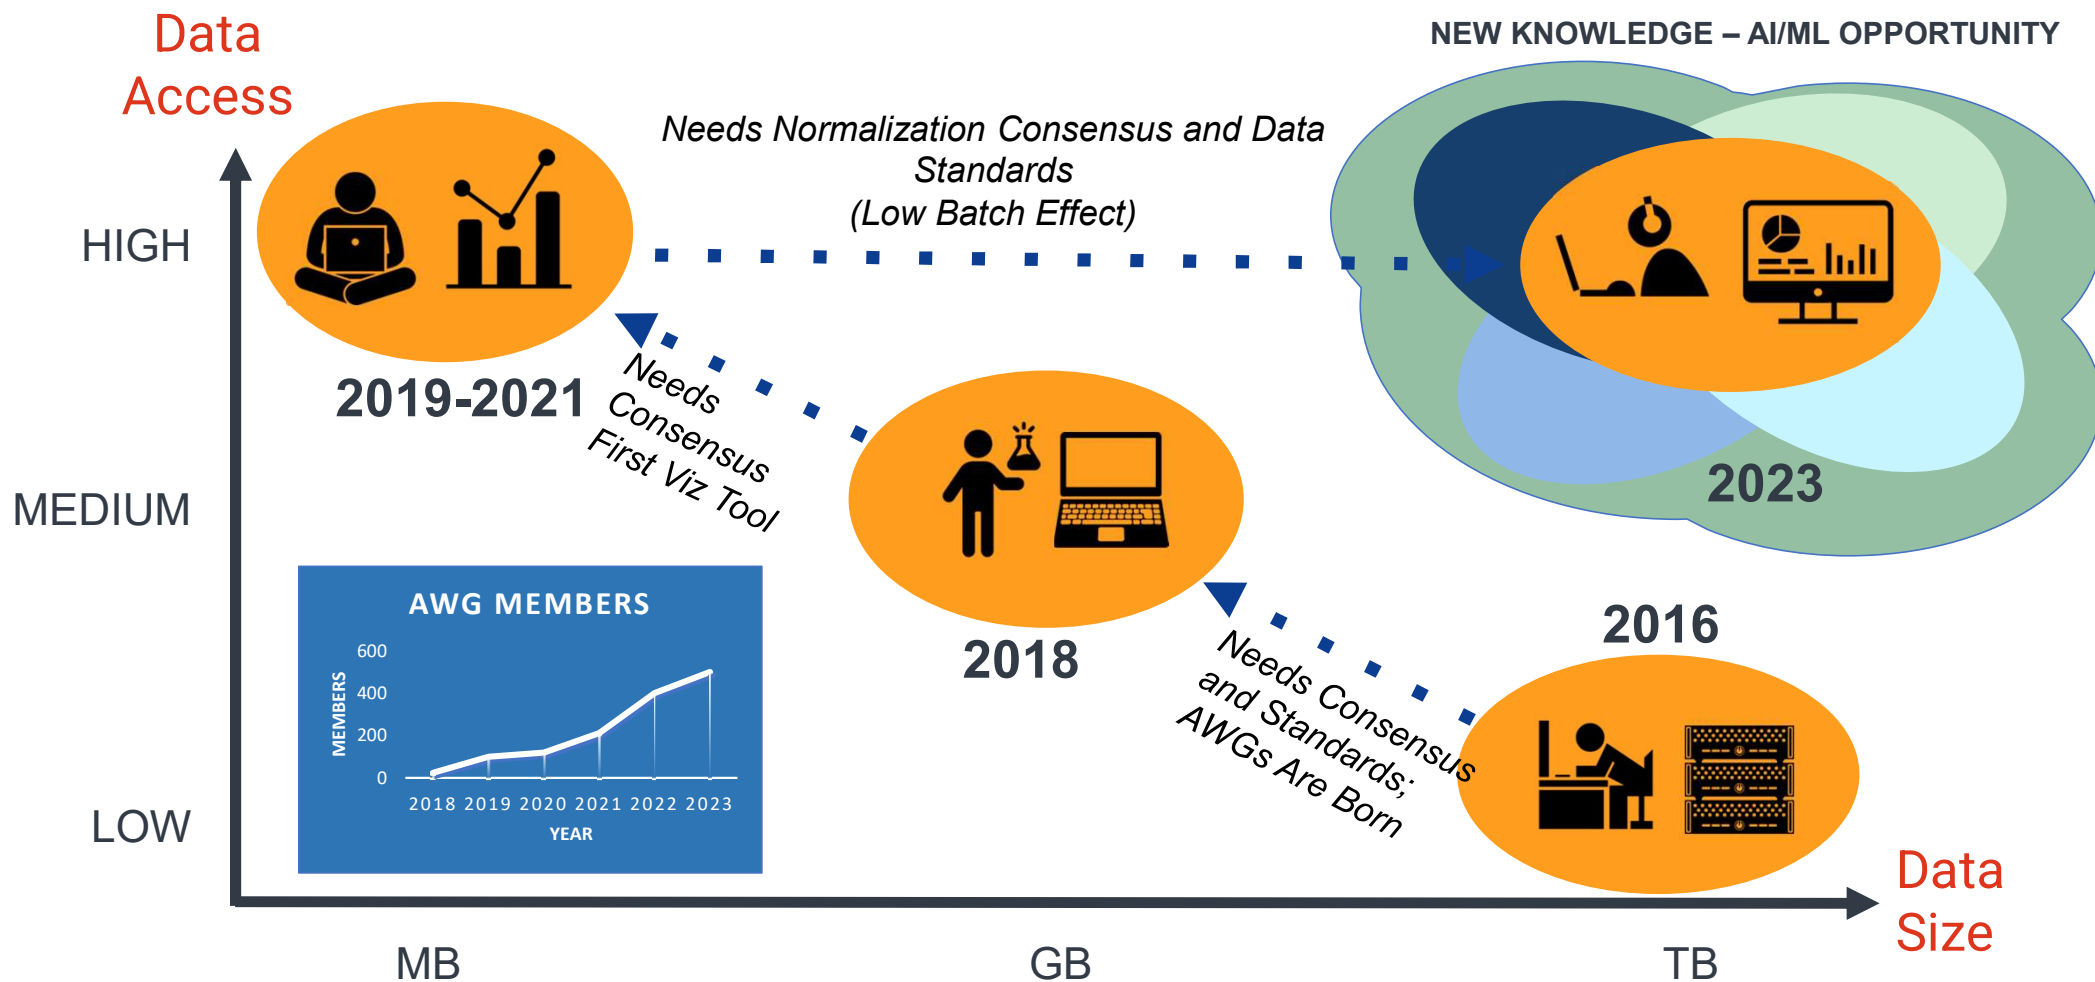 Data
Access
NEW KNOWLEDGE – AI/ML OPPORTUNITY
Needs Normalization Consensus and Data
Standards
(Low Batch Effect)
HIGH
MEDIUM
LOW
2019-2021
Needs
Consensus
First Viz Tool
2018
2023
2016
Needs Consensus
and Standards;
AWGs Are Born
AWG MEMBERS
MEMBERS
600
400
200
0
2018 2019 2020 2021 2022 2023
YEAR
MB
GB
TB
Data
Size